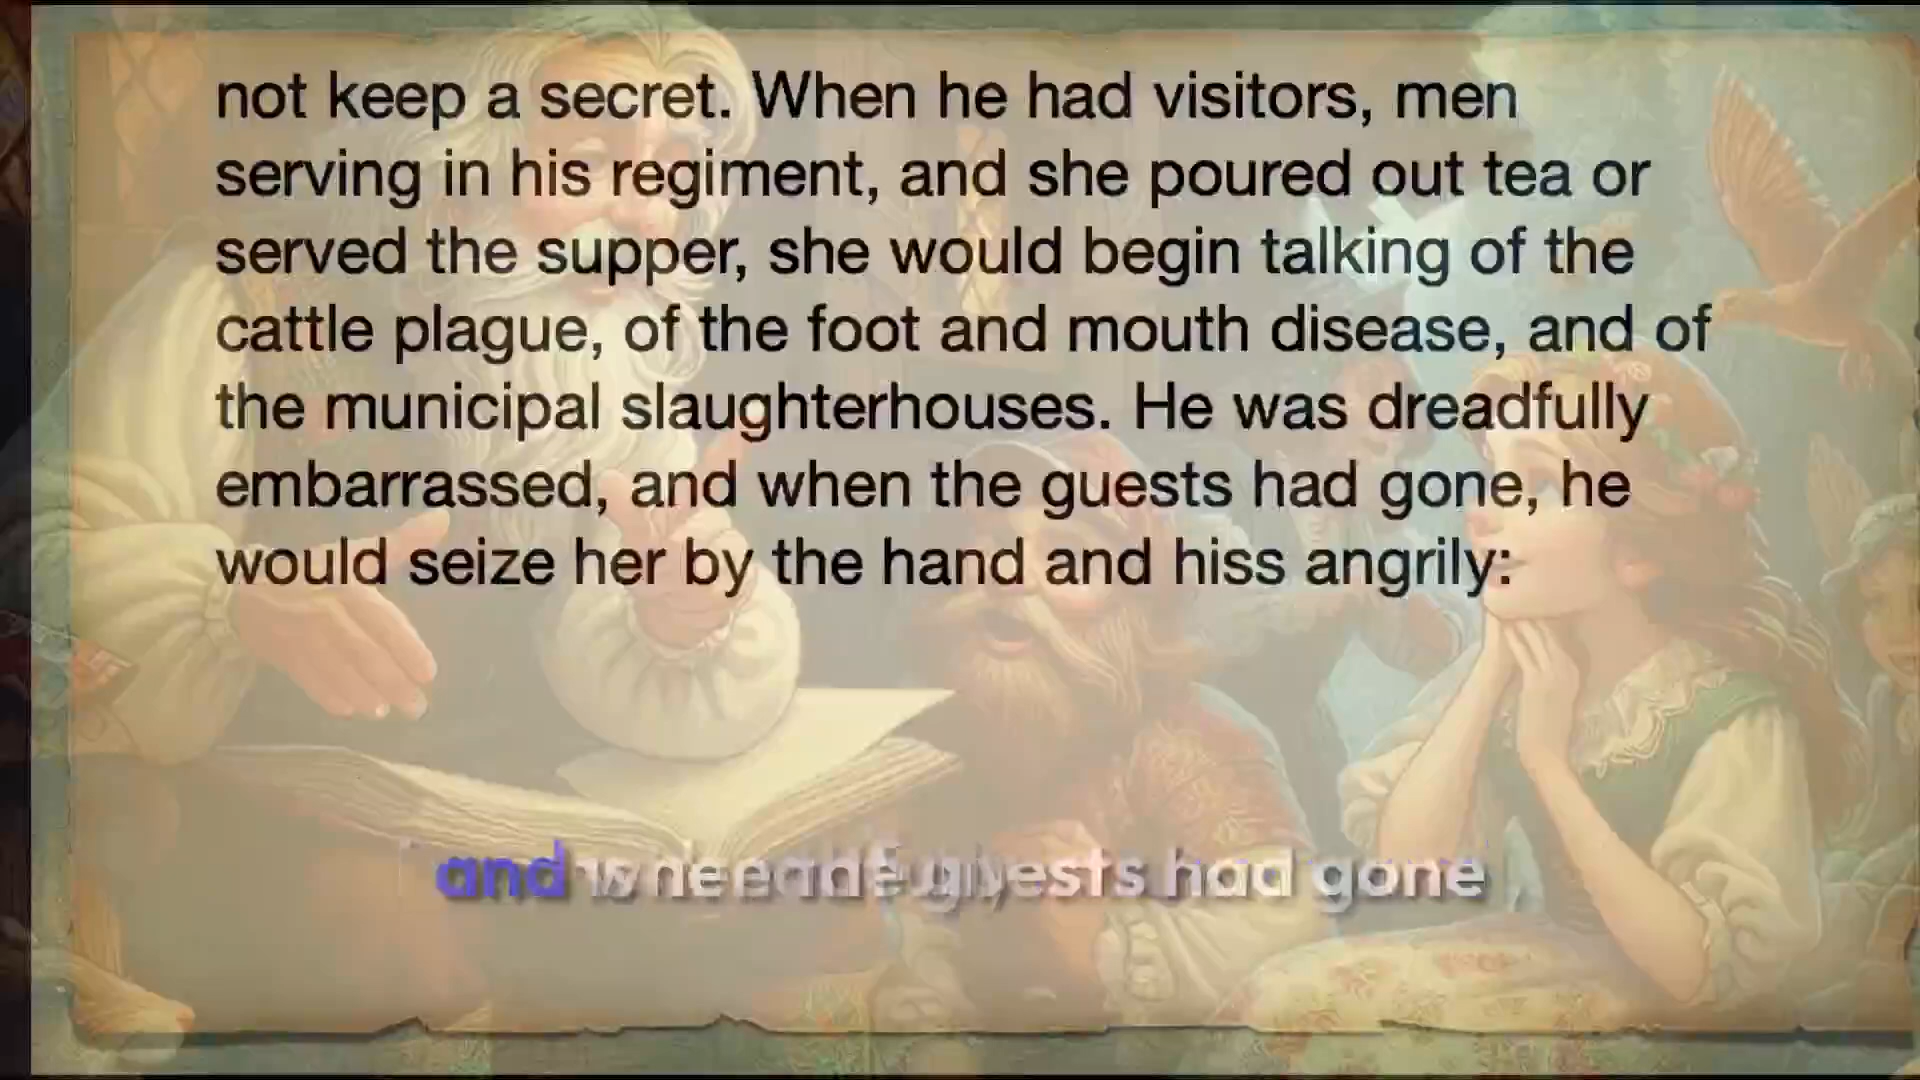 not keep a secret. When he had visitors, men
serving in his regiment, and she poured out tea or
served the supper, she would begin talking of the
cattle plague, of the foot and mouth disease, and of
the municipal slaughterhouses. He was dreadfully
embarrassed, and when the guests had gone, he
would seize her by the hand and hiss angrily:
and when the guests had gone